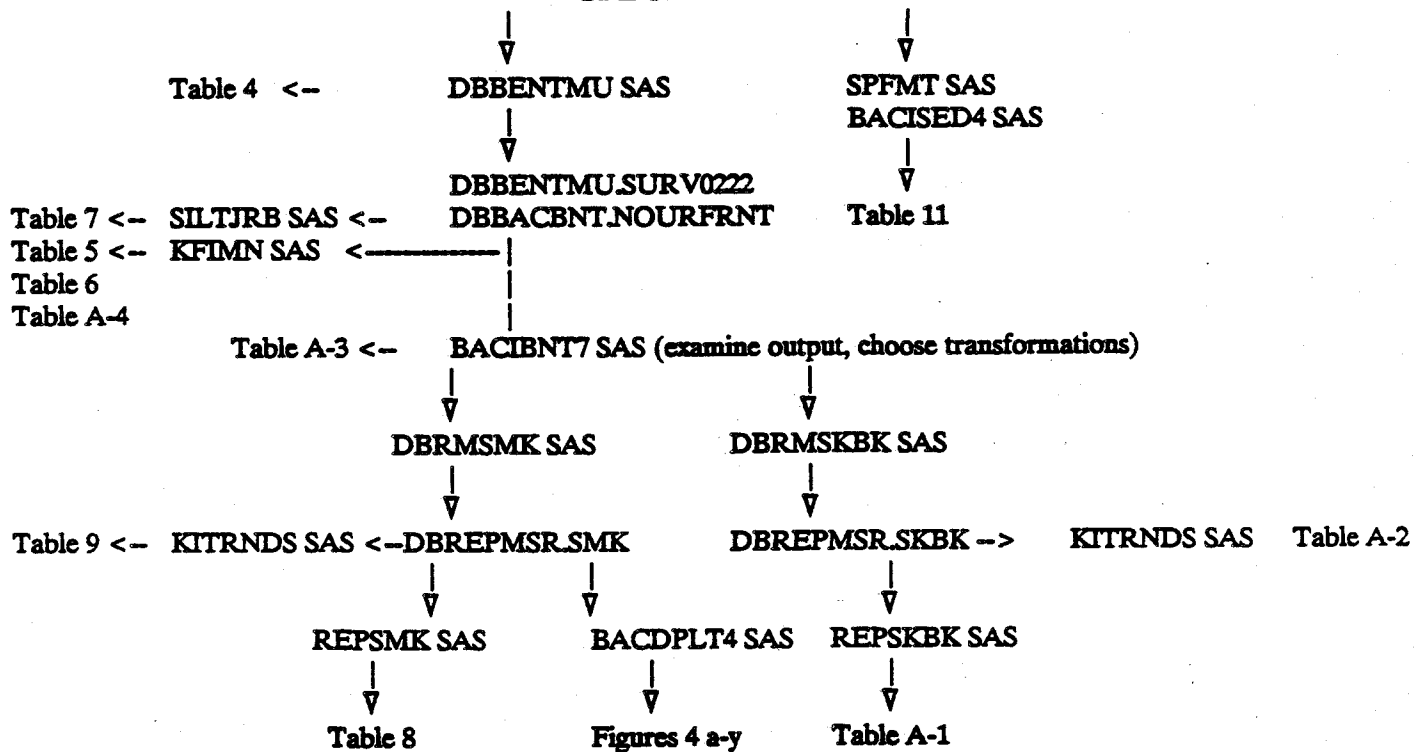 Table 4 <-- DBBENTMU SAS SPFMT SAS
BACISED4 SAS
DBBENTMU.SURV0222
Table 7 <-- SILTJRB SAS <-- DBBACBNT.NOURFRNT Table 11
Table 5 <-- KFIMN SAS <----------
Table 6
Table A-4
Table A-3 <-- BACIBNT7 SAS (examine output, choose transformations)
DBRMSMK SAS DBRMSKBK SAS
Table 9 <-- KITRNDS SAS <--DBREPMSR.SMK DBREPMSR.SKBK --> KITRNDS SAS Table A-2
REPSMK SAS BACDPLT4 SAS REPSKBK SAS
Table 8 Figures 4 a-y Table A-1